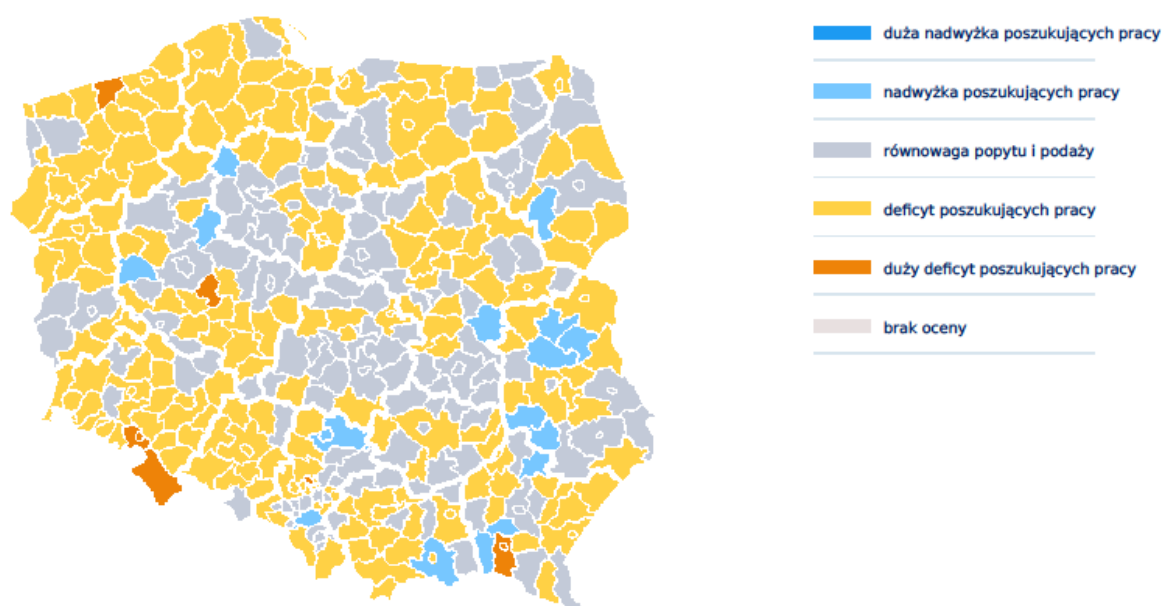 duża nadwyżka poszukujących pracy
nadwyżka poszukujących pracy
równowaga popytu i podaży
deficyt poszukujących pracy
duży deficyt poszukujących pracy
brak oceny